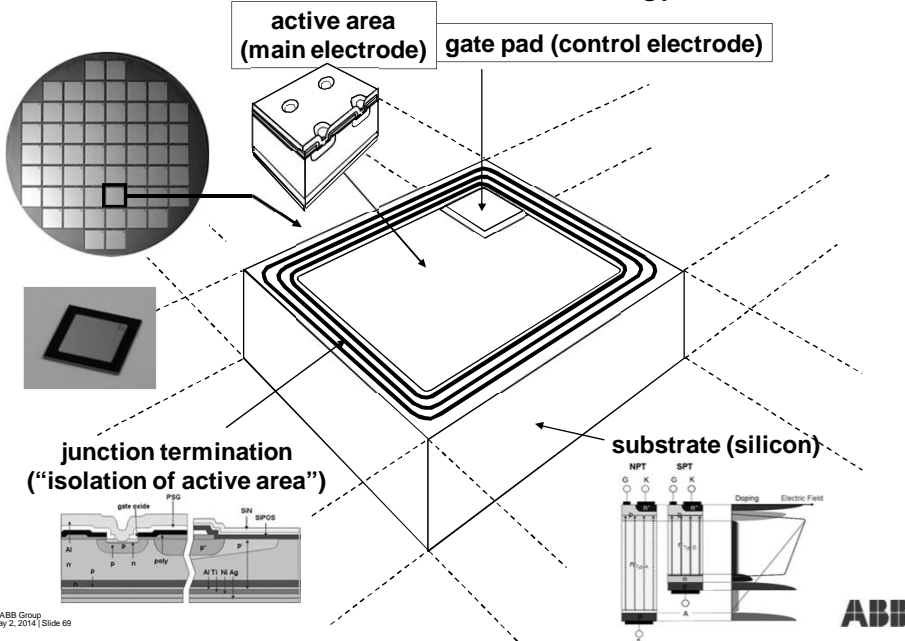 active area
(main electrode)
gate pad (control electrode)
junction termination
("isolation of active area")
substrate (silicon)
NPT SPT
G K G K
Doping Electric Field
n+ n+
p p
n
A
PSG
gate oxide
SiN
SIPOS
Al
n-
p n
poly
p+ p-
p
n
Al Ti Ni Ag
ABB Group
2, 2014 | Slide 69
ABB